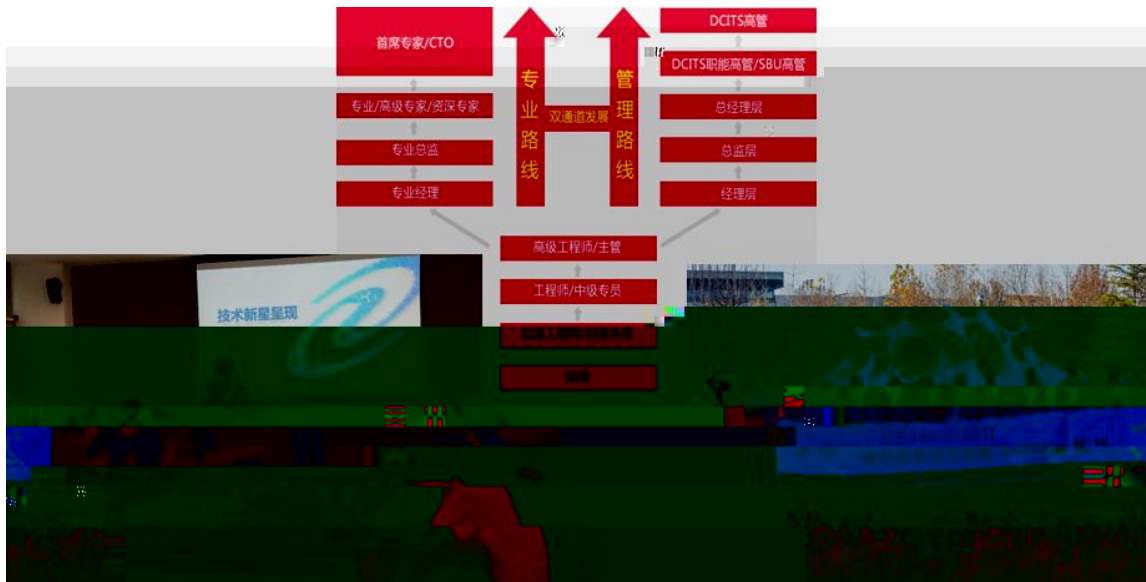 首席专家/CTO
专业/高级专家/资深专家
专业总监
专业经理
专业路线
双通道发展
管理路线
DCITS高管
DCITS职能高管/SBU高管
总经理层
总监层
经理层
高级工程师/主管
工程师/中级专员
技术新星呈现